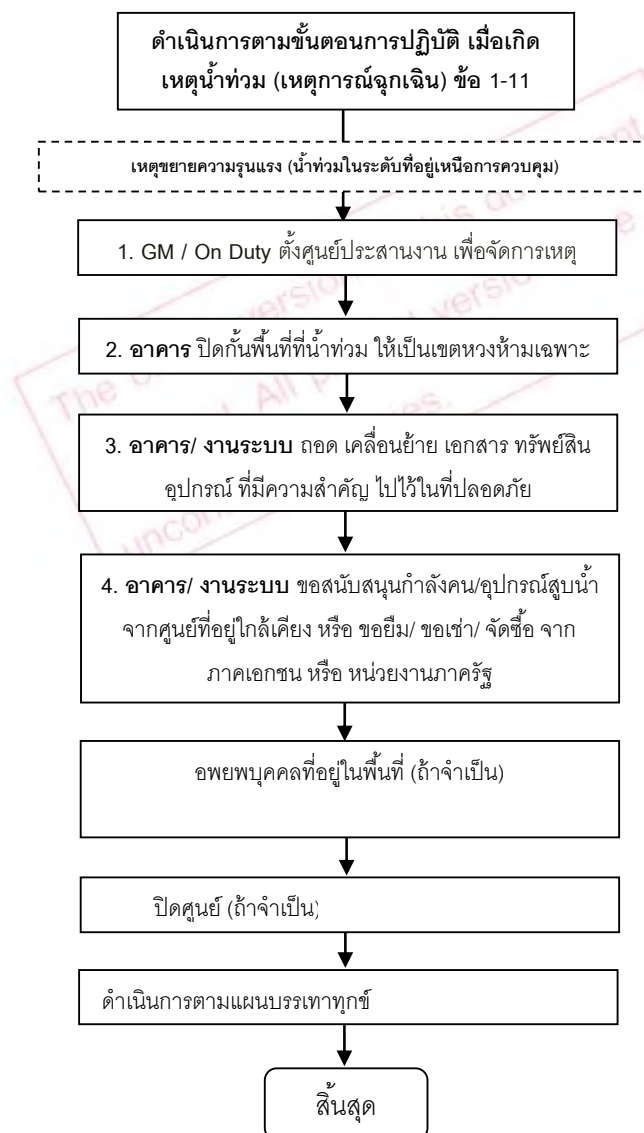 ดำเนินการตามขั้นตอนการปฏิบัติ เมื่อเกิด
เหตุน้ำท่วม (เหตุการณ์ฉุกเฉิน) ข้อ 1-11
เหตุขยายความรุนแรง (น้ำท่วมในระดับที่อยู่เหนือการควบคุม)
1. GM / On Duty ตั้งศูนย์ประสานงาน เพื่อจัดการเหตุ
2. อาคาร ปิดกั้นพื้นที่ที่น้ำท่วม ให้เป็นเขตหวงห้ามเฉพาะ
3. อาคาร/ งานระบบ ถอด เคลื่อนย้าย เอกสาร ทรัพย์สิน
อุปกรณ์ ที่มีความสำคัญ ไปไว้ในที่ปลอดภัย
4. อาคาร/ งานระบบ ขอสนับสนุนกำลังคน/อุปกรณ์สูบน้ำ
จากศูนย์ที่อยู่ใกล้เคียง หรือ ขอยืม/ ขอเช่า/ จัดซื้อ จาก
ภาคเอกชน หรือ หน่วยงานภาครัฐ
อพยพบุคคลที่อยู่ในพื้นที่ (ถ้าจำเป็น)
ปิดศูนย์ (ถ้าจำเป็น)
ดำเนินการตามแผนบรรเทาทุกข์
สิ้นสุด